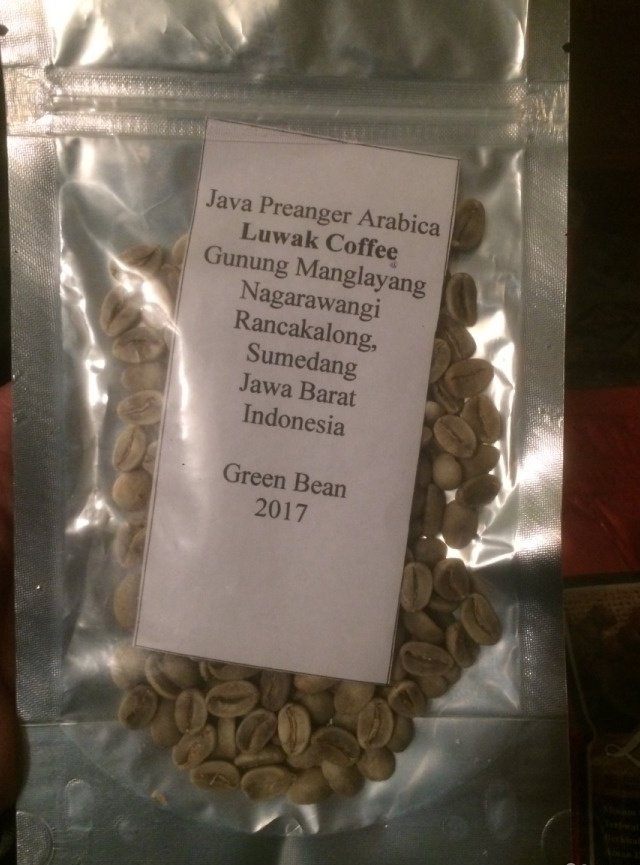 Java Preanger Arabica
Luwak Coffee
Gunung Manglayang
Nagarawangi
Rancakalong,
Sumedang
Jawa Barat
Indonesia
Green Bean
2017